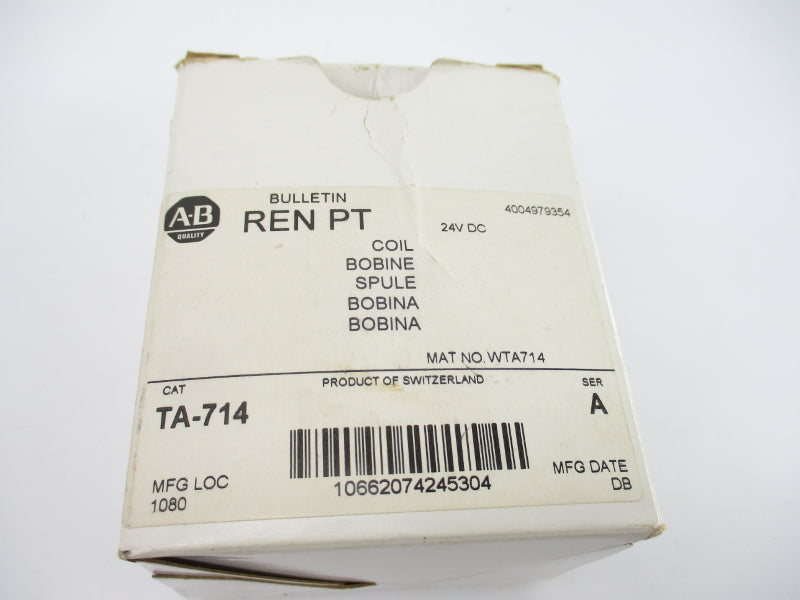 A-B
QUALITY
BULLETIN
REN PT
24V DC
4004979354
COIL
BOBINE
SPULE
BOBINA
BOBINA
MAT NO. WTA714
PRODUCT OF SWITZERLAND
CAT
TA-714
SER
A
10662074245304
MFG LOC
1080
MFG DATE
DB